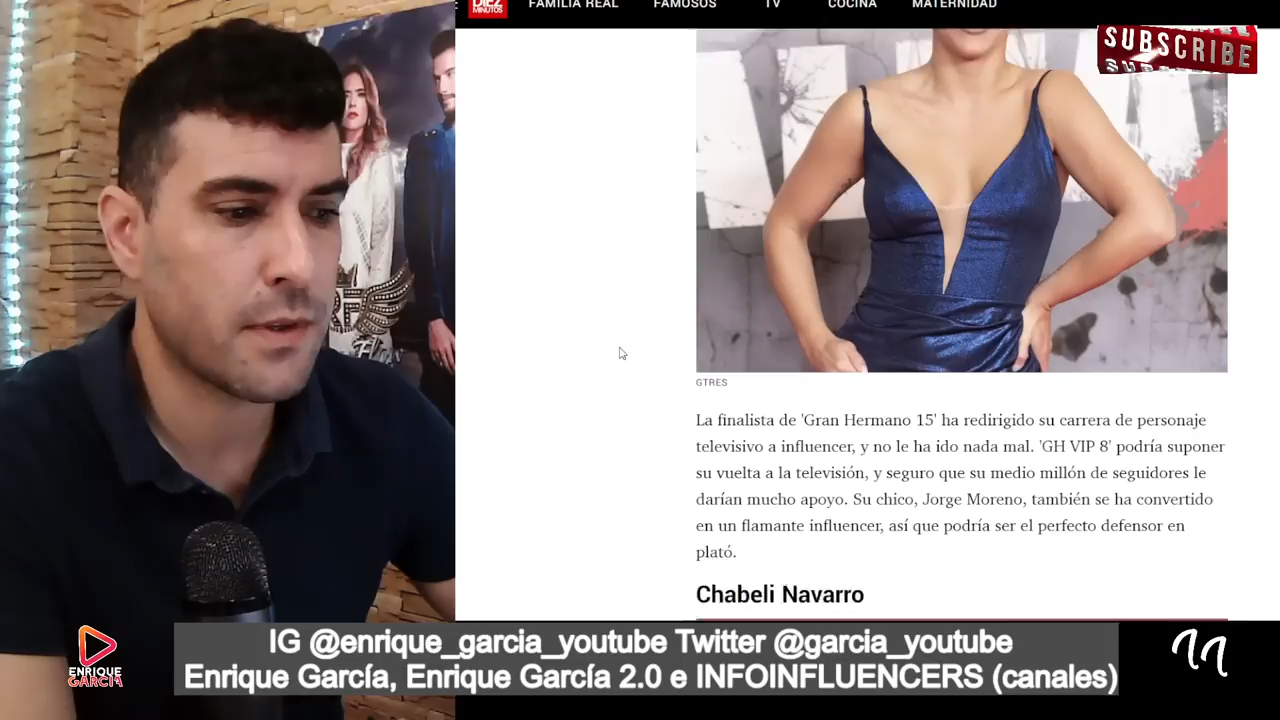 DIEZ
MINUTOS
FAMILIA REAL
FAMOSOS
TV
COCINA
MATERNIDAD
SUBSCRIBE
GTRES
La finalista de 'Gran Hermano 15' ha redirigido su carrera de personaje
televisivo a influencer, y no le ha ido nada mal. 'GH VIP 8' podría suponer
su vuelta a la televisión, y seguro que su medio millón de seguidores le
darían mucho apoyo. Su chico, Jorge Moreno, también se ha convertido
en un flamante influencer, así que podría ser el perfecto defensor en
plató.
Chabeli Navarro
IG @enrique_garcia_youtube Twitter @garcia_youtube
Enrique García, Enrique García 2.0 e INFOINFLUENCERS (canales)
ENRIQUE
GARCÍA